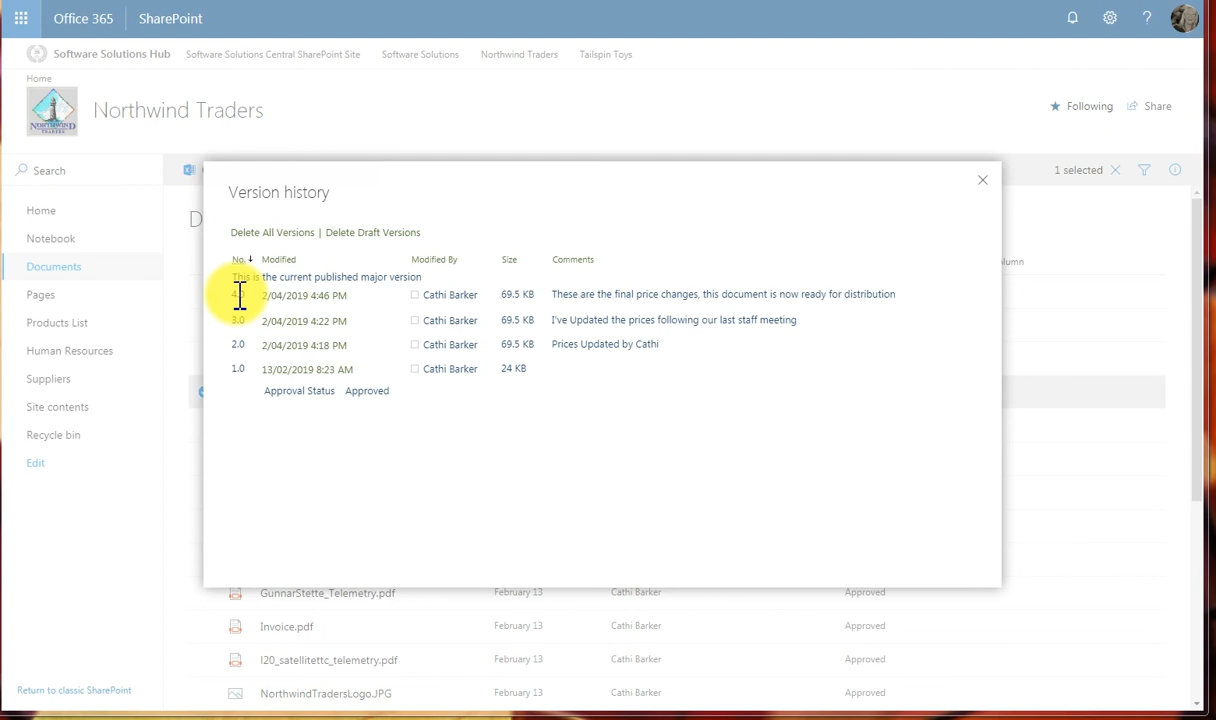 Office 365 SharePoint ?
Software Solutions Hub Software Solutions Central SharePoint Site Software Solutions Northwind Traders Tailspin Toys
Home
NORTHWIND
TRADERS
Northwind Traders
Following Share
Search
1 selected
Home
Notebook
Documents
Pages
Products List
Human Resources
Suppliers
Site contents
Recycle bin
Edit
Return to classic SharePoint
D
Version history
Delete All Versions | Delete Draft Versions
No. Modified Modified By Size Comments
This is the current published major version
4.0 2/04/2019 4:46 PM Cathi Barker 69.5 KB These are the final price changes, this document is now ready for distribution
3.0 2/04/2019 4:22 PM Cathi Barker 69.5 KB I've Updated the prices following our last staff meeting
2.0 2/04/2019 4:18 PM Cathi Barker 69.5 KB Prices Updated by Cathi
1.0 13/02/2019 8:23 AM Cathi Barker 24 KB
Approval Status Approved
GunnarStette_Telemetry.pdf February 13 Cathi Barker Approved
Invoice.pdf February 13 Cathi Barker Approved
I20_satellitettc_telemetry.pdf February 13 Cathi Barker Approved
NorthwindTradersLogo.JPG February 13 Cathi Barker Approved